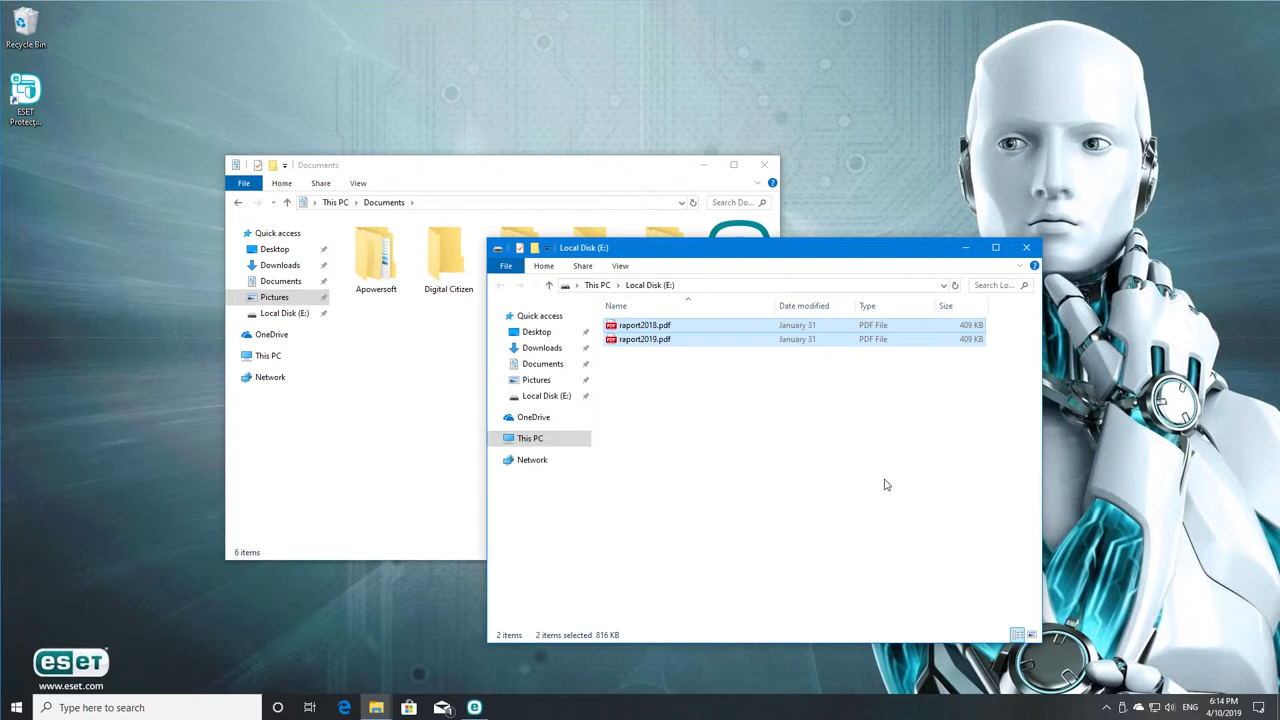 Recycle Bin
ESET
Protect,...
Documents
File Home Share View
This PC Documents
Search Do...
Quick access
Desktop
Downloads
Documents
Pictures
Local Disk (E:)
OneDrive
This PC
Network
Apowersoft
Digital Citizen
6 items
Local Disk (E:)
File Home Share View
This PC Local Disk (E:)
Search Lo...
Quick access
Desktop
Downloads
Documents
Pictures
Local Disk (E:)
OneDrive
This PC
Network
Name Date modified Type Size
raport2018.pdf January 31 PDF File 409 KB
raport2019.pdf January 31 PDF File 409 KB
2 items 2 items selected 816 KB
eset
www.eset.com
Type here to search
ENG
6:14 PM
4/10/2019